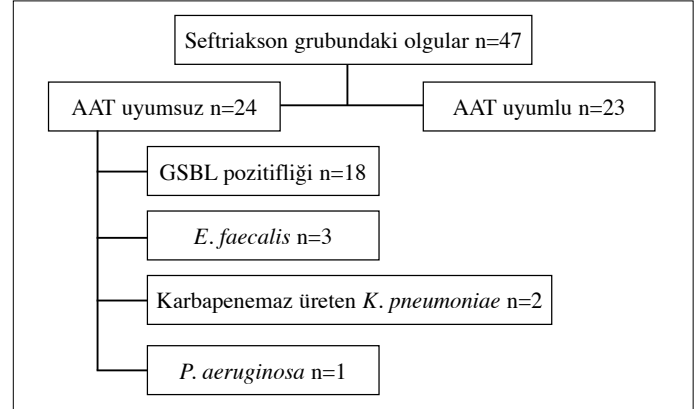 Seftriakson grubundaki olgular n=47
AAT uyumsuz n=24
AAT uyumlu n=23
GSBL pozitifliği n=18
E. faecalis n=3
Karbapenemaz üreten K. pneumoniae n=2
P. aeruginosa n=1